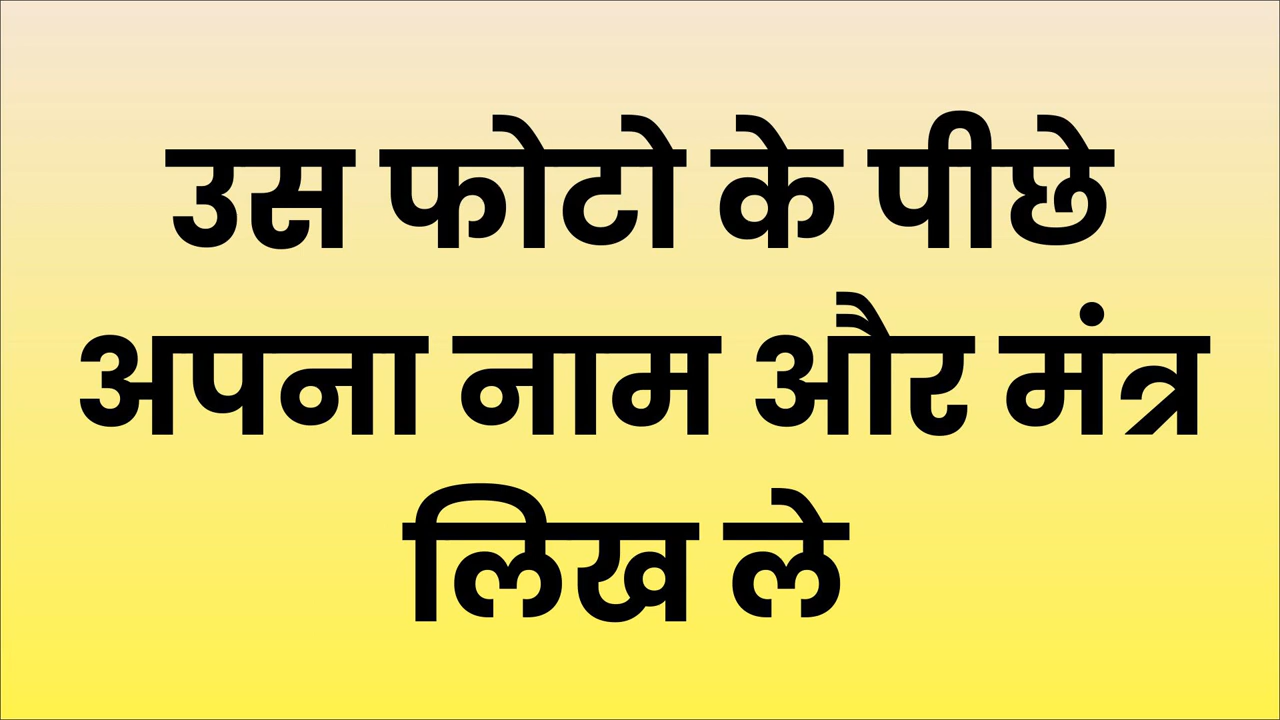 उस फोटो के पीछे
अपना नाम और मंत्र
लिख ले